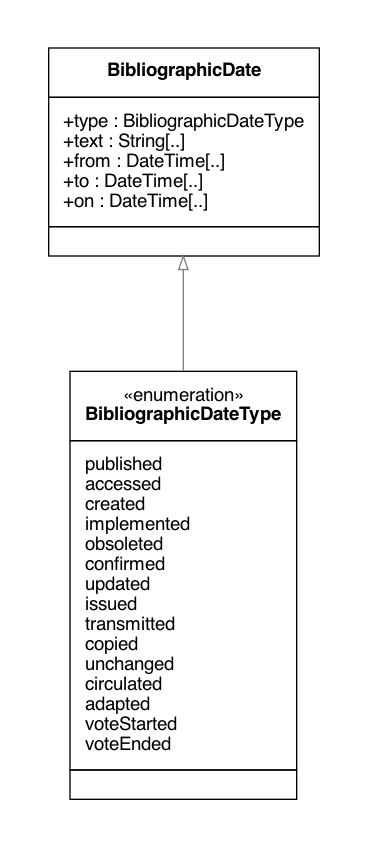 BibliographicDate
+type : BibliographicDateType
+text : String[..]
+from : DateTime[..]
+to : DateTime[..]
+on : DateTime[..]
«enumeration»
BibliographicDateType
published
accessed
created
implemented
obsoleted
confirmed
updated
issued
transmitted
copied
unchanged
circulated
adapted
voteStarted
voteEnded